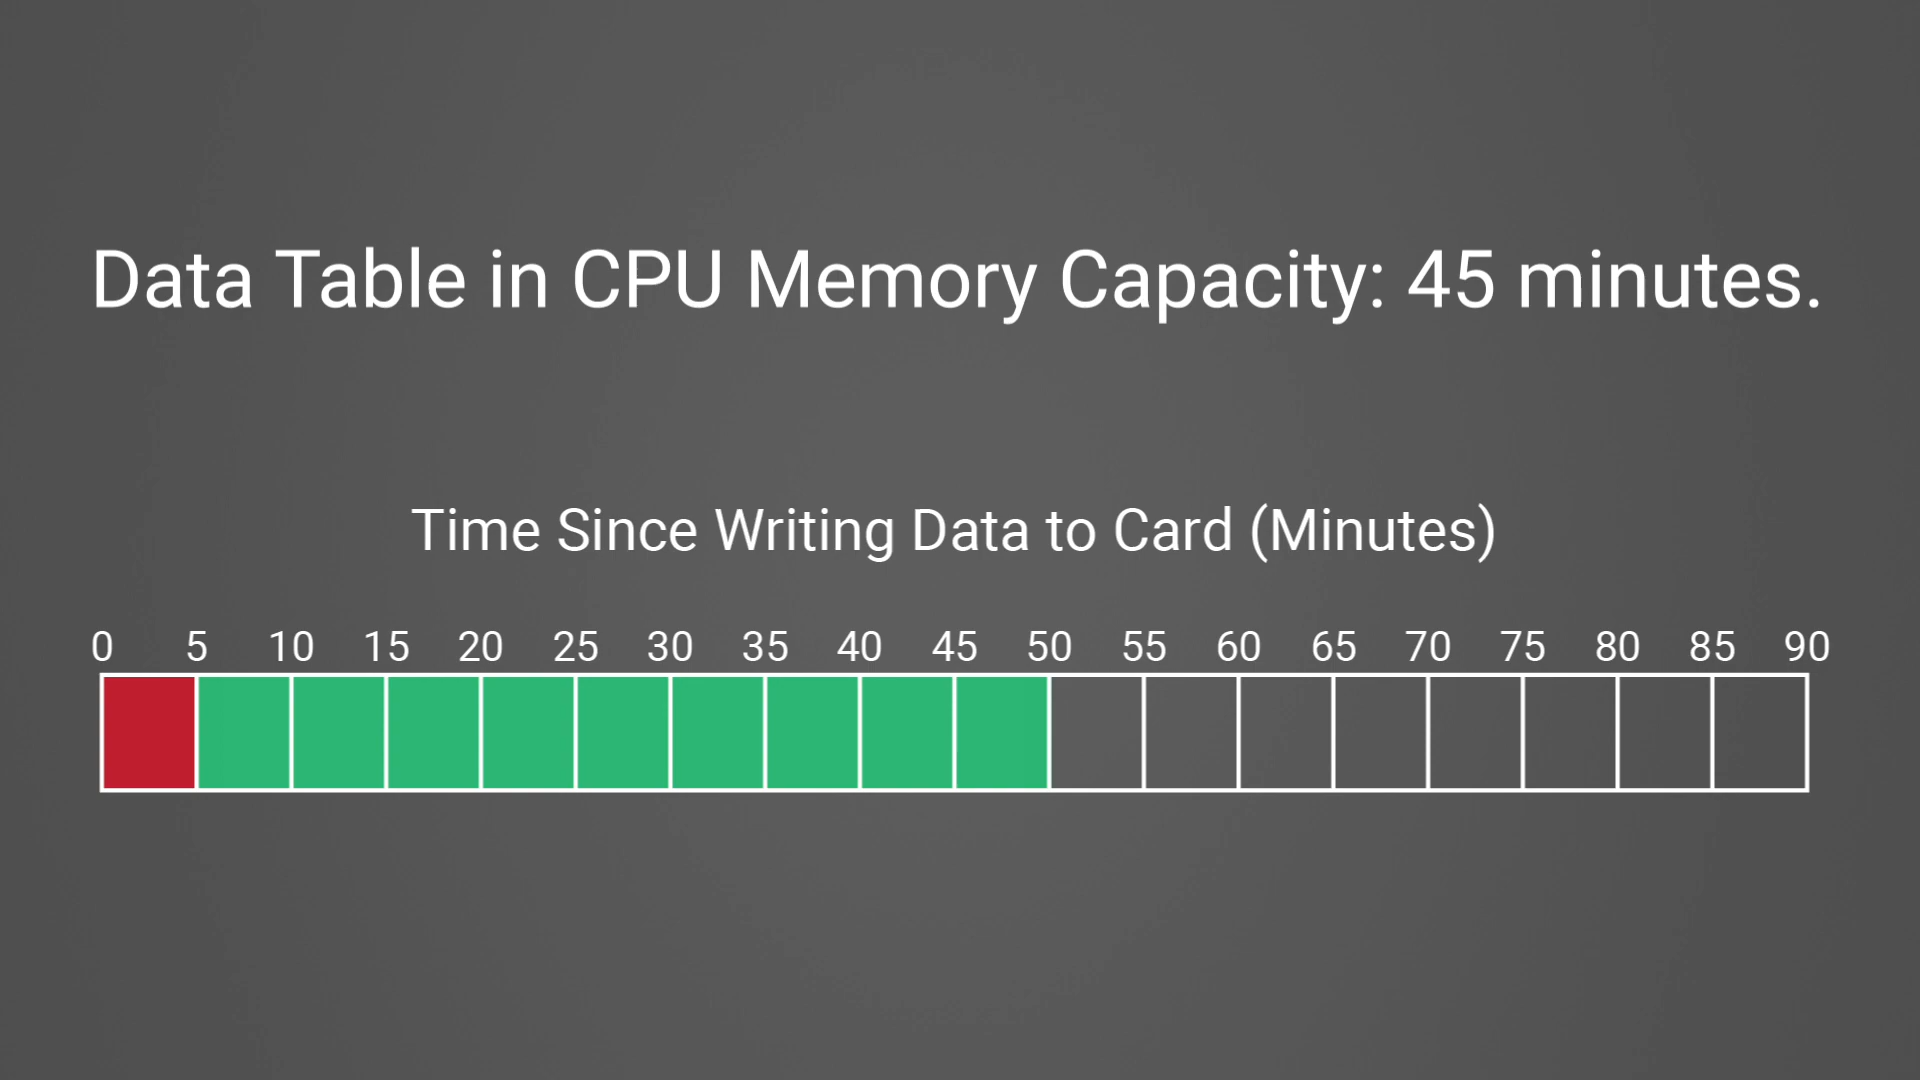 Data Table in CPU Memory Capacity: 45 minutes.
Time Since Writing Data to Card (Minutes)
0 5 10 15 20 25 30 35 40 45 50 55 60 65 70 75 80 85 90